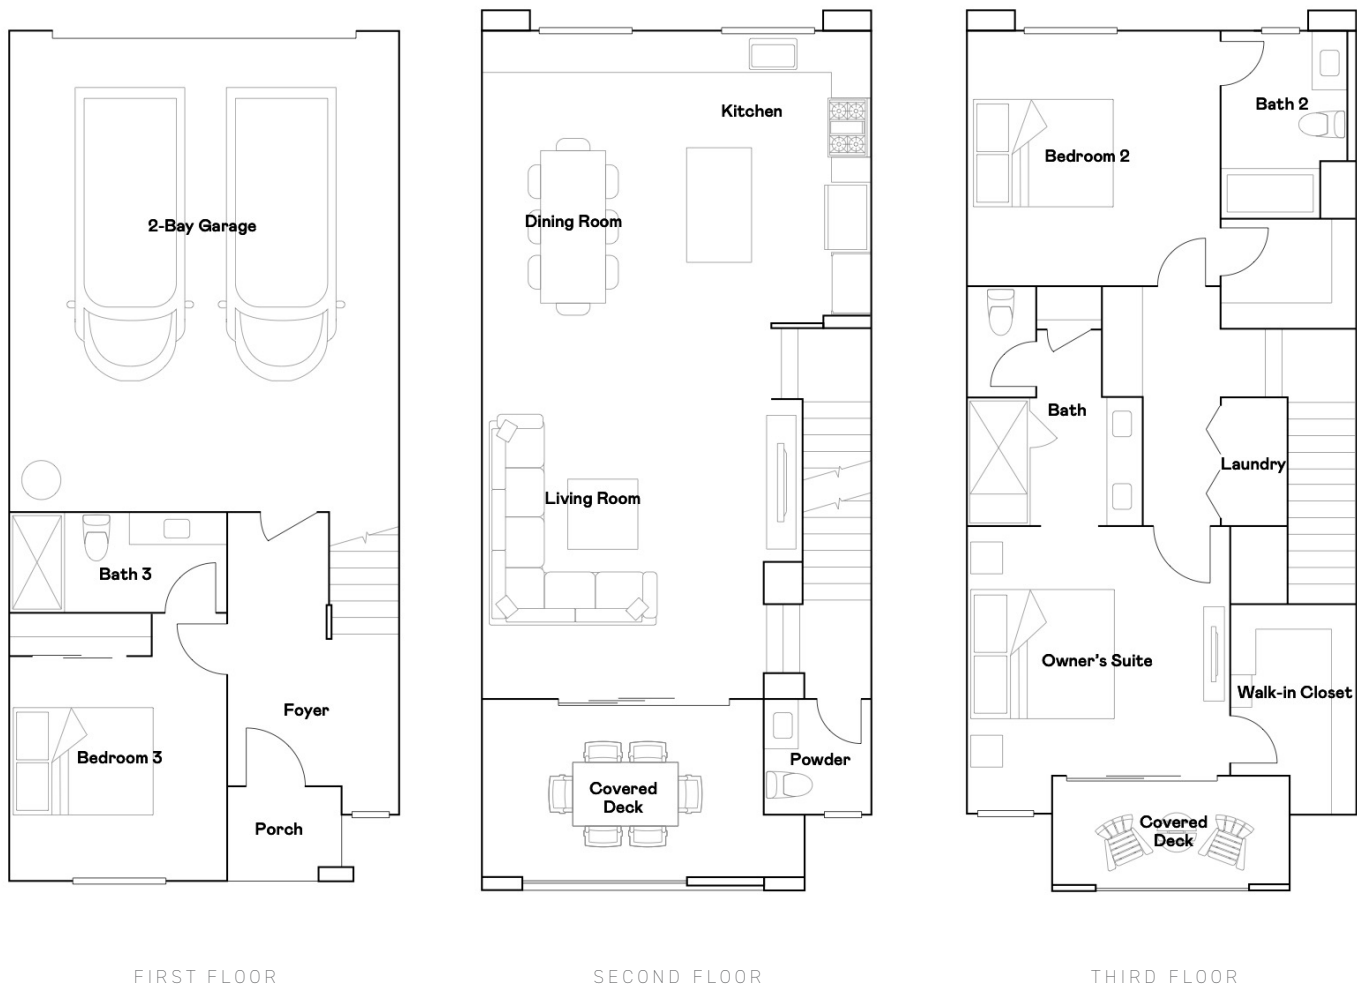 2-Bay Garage
Bath 3
Foyer
Bedroom 3
Porch
FIRST FLOOR
Kitchen
Dining Room
Living Room
Powder
Covered
Deck
SECOND FLOOR
Bath 2
Bedroom 2
Bath
Laundry
Owner's Suite
Walk-in Closet
Covered
Deck
THIRD FLOOR